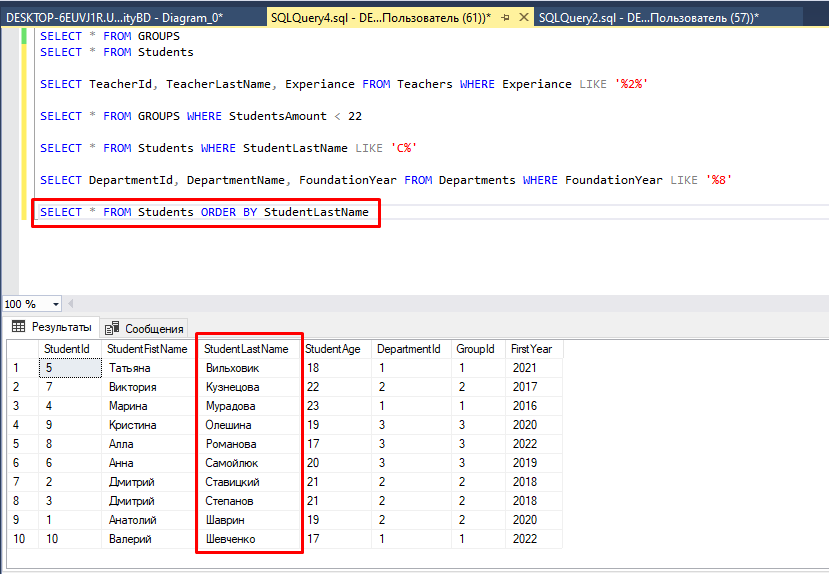 DESKTOP-6EUVJ1R.U...ityBD - Diagram_0* SQLQuery4.sql - DE...Пользователь (61))* SQLQuery2.sql - DE...Пользователь (57))*
SELECT * FROM GROUPS
SELECT * FROM Students
SELECT TeacherId, TeacherLastName, Experiance FROM Teachers WHERE Experiance LIKE '%2%'
SELECT * FROM GROUPS WHERE StudentsAmount < 22
SELECT * FROM Students WHERE StudentLastName LIKE 'C%'
SELECT DepartmentId, DepartmentName, FoundationYear FROM Departments WHERE FoundationYear LIKE '%8'
SELECT * FROM Students ORDER BY StudentLastName
100 %
Результаты Сообщения
StudentId StudentFistName StudentLastName StudentAge DepartmentId GroupId FirstYear
1 5 Татьяна Вильховик 18 1 1 2021
2 7 Виктория Кузнецова 22 2 2 2017
3 4 Марина Мурадова 23 1 1 2016
4 9 Кристина Олешина 19 3 3 2020
5 8 Алла Романова 17 3 3 2022
6 6 Анна Самойлюк 20 3 3 2019
7 2 Дмитрий Ставицкий 21 2 2 2018
8 3 Дмитрий Степанов 21 2 2 2018
9 1 Анатолий Шаврин 19 2 2 2020
10 10 Валерий Шевченко 17 1 1 2022